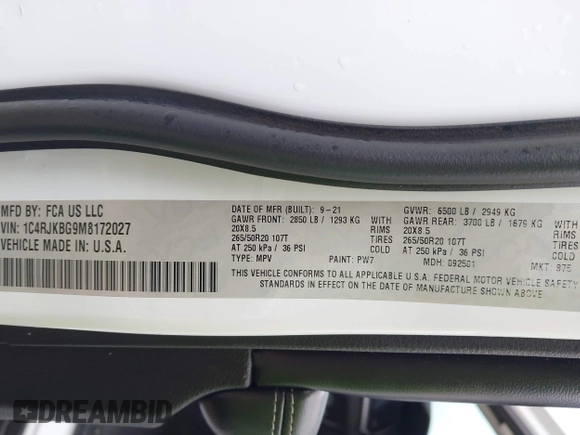 MFD BY: FCA US LLC
VIN: 1C4RJKBG9M8172027
VEHICLE MADE IN U.S.A.
DATE OF MFR (BUILT): 9-21
GAWR FRONT: 2850 LB / 1293 KG
20X8.5
265/50R20 107T
AT 250 kPa / 36 PSI
TYPE: MPV
PAINT: PW7
WITH
RIMS
TIRES
COLD
GVWR: 6500 LB / 2949 KG
GAWR REAR: 3700 LB / 1679 KG
20X8.5
265/50R20 107T
AT 250 kPa / 36 PSI
MDH: 092501
WITH
RIMS
TIRES
COLD
MKT: 875
THIS VEHICLE CONFORMS TO ALL APPLICABLE U.S.A. FEDERAL MOTOR VEHICLE SAFETY
STANDARDS IN EFFECT ON THE DATE OF MANUFACTURE SHOWN ABOVE.
DREAMBID